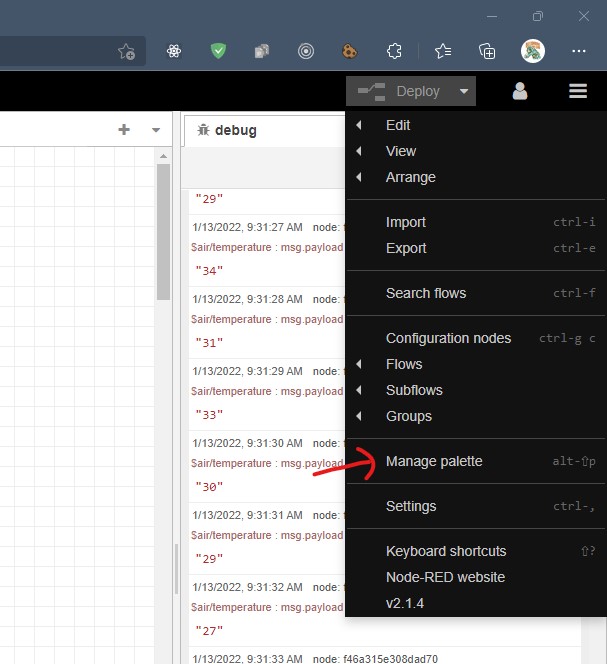 Deploy
debug
"29"
1/13/2022, 9:31:27 AM node:
$air/temperature : msg.payload
"34"
1/13/2022, 9:31:28 AM node:
$air/temperature : msg.payload
"31"
1/13/2022, 9:31:29 AM node:
$air/temperature : msg.payload
"33"
1/13/2022, 9:31:30 AM node:
$air/temperature : msg.payload
"30"
1/13/2022, 9:31:31 AM node:
$air/temperature : msg.payload
"29"
1/13/2022, 9:31:32 AM node:
$air/temperature : msg.payload
"27"
1/13/2022, 9:31:33 AM node: f46a315e308dad70
Edit
View
Arrange
Import ctrl-i
Export ctrl-e
Search flows ctrl-f
Configuration nodes ctrl-g c
Flows
Subflows
Groups
Manage palette alt-⇧p
Settings ctrl-,
Keyboard shortcuts ⇧?
Node-RED website
v2.1.4